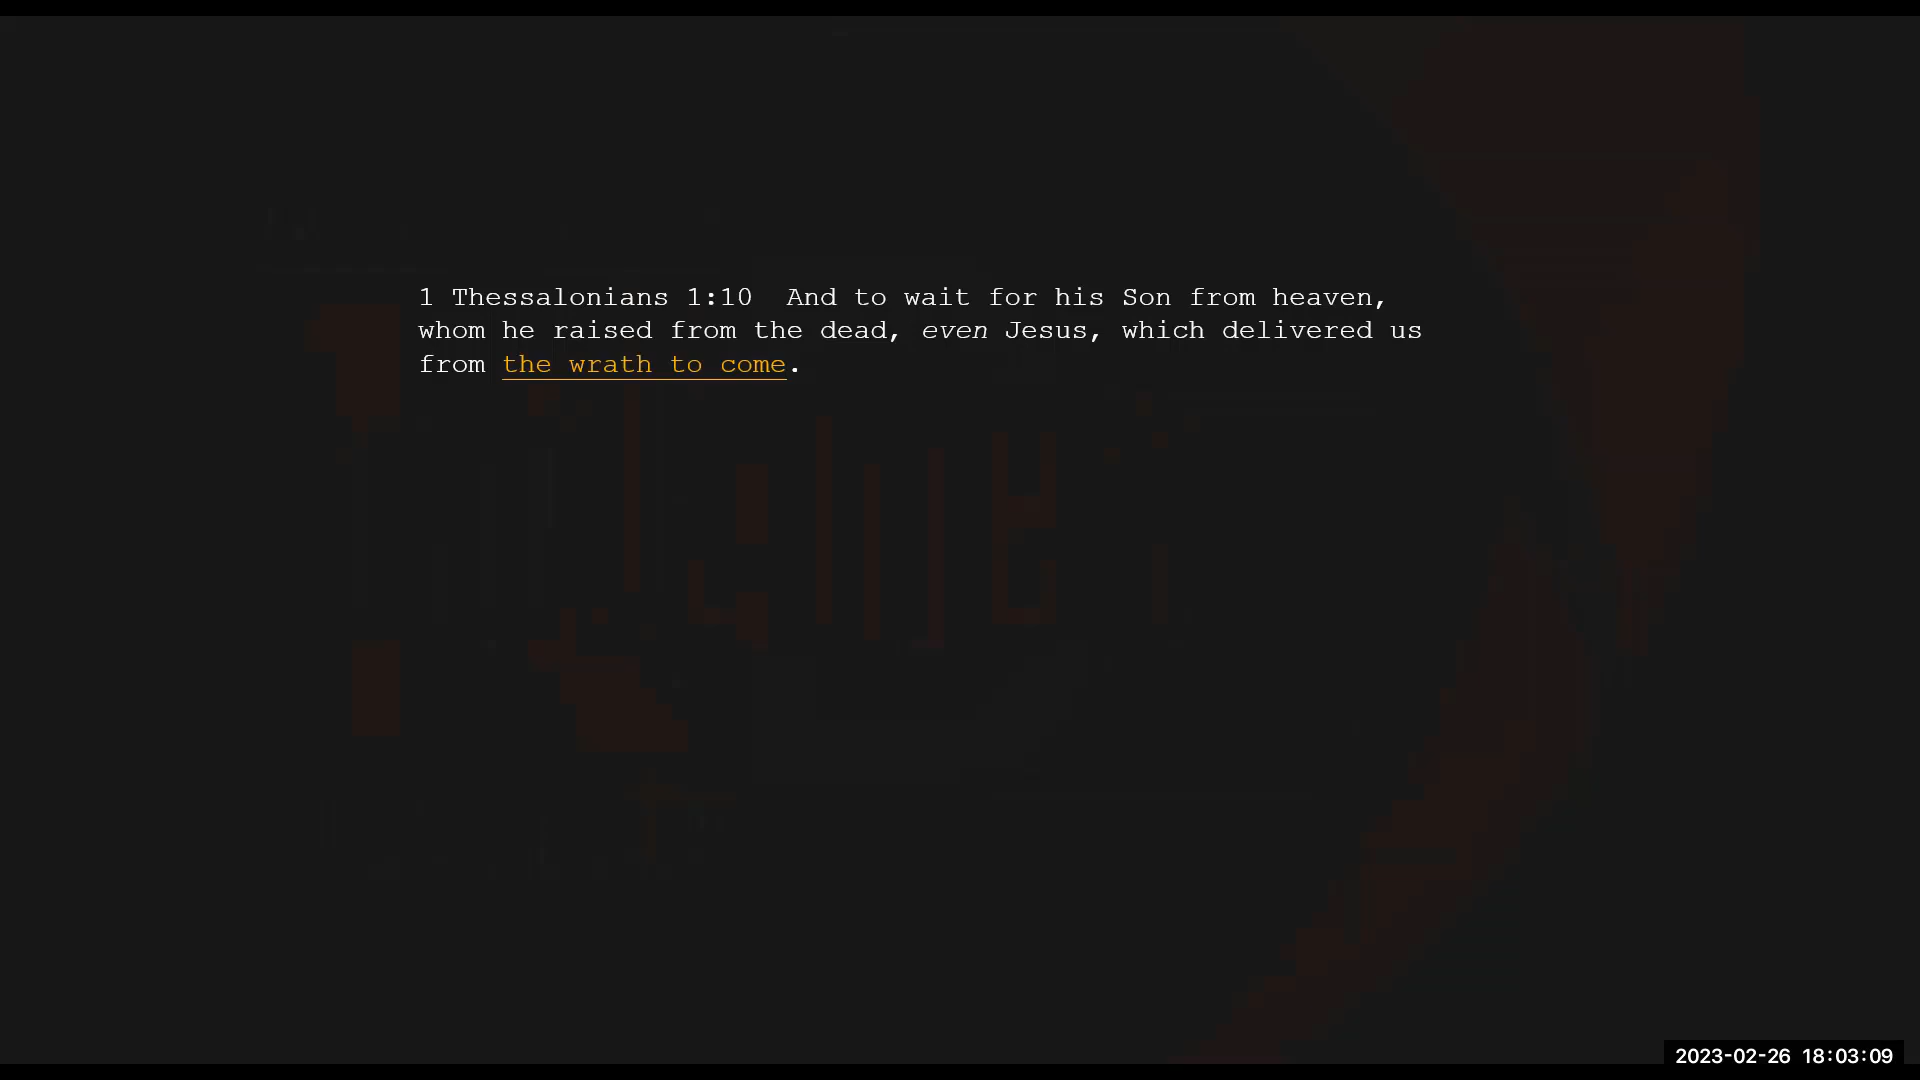 1 Thessalonians 1:10  And to wait for his Son from heaven,
whom he raised from the dead, even Jesus, which delivered us
from the wrath to come.
2023-02-26 18:03:09